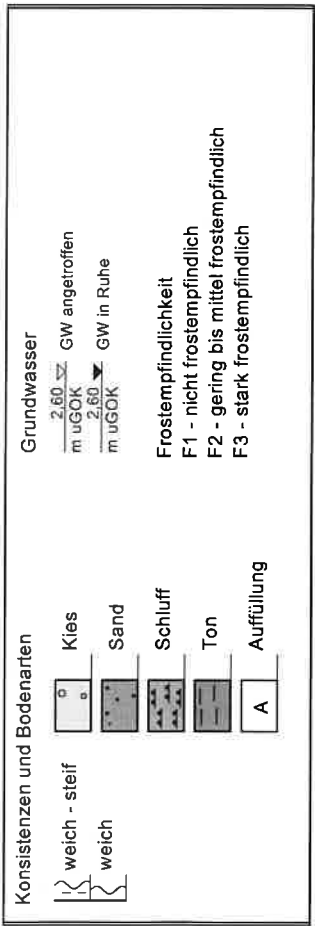 Konsistenzen und Bodenarten
weich - steif
weich
Kies
Sand
Schluff
Ton
A
Auffüllung
Grundwasser
2,60
m uGOK
GW angetroffen
2,60
m uGOK
GW in Ruhe
Frostempfindlichkeit
F1 - nicht frostempfindlich
F2 - gering bis mittel frostempfindlich
F3 - stark frostempfindlich